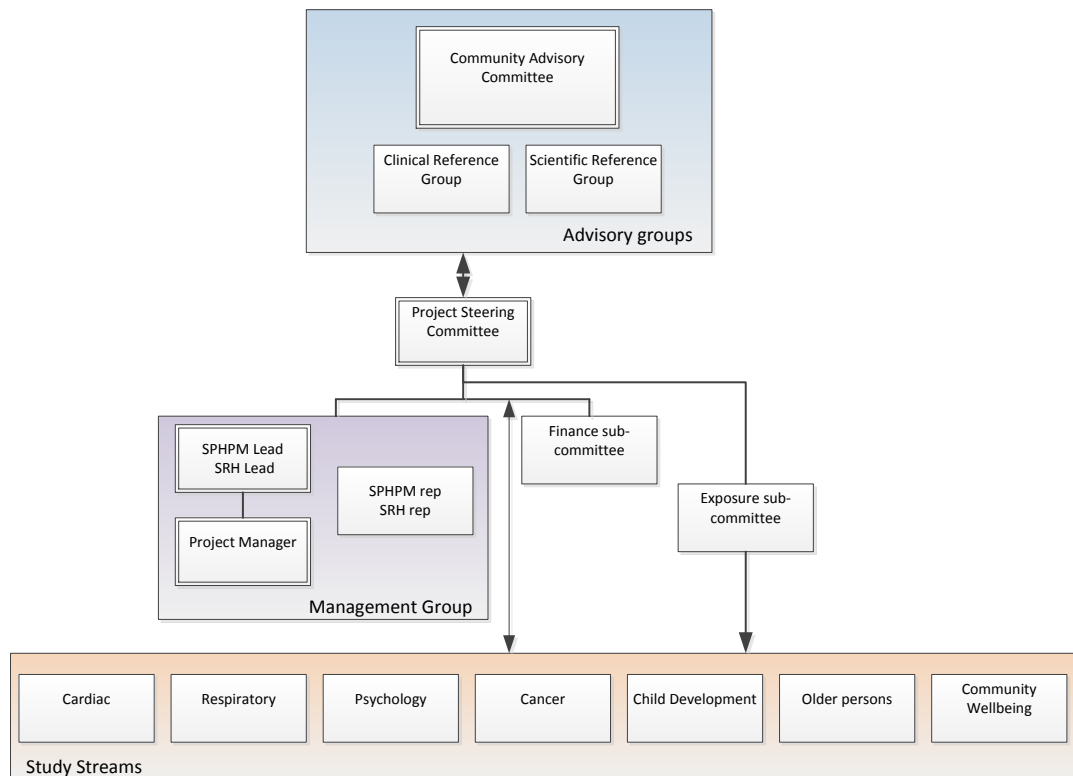 Community Advisory
Committee
Clinical Reference
Group
Scientific Reference
Group
Advisory groups
Project Steering
Committee
SPHPM Lead
SRH Lead
SPHPM rep
SRH rep
Project Manager
Management Group
Finance sub-
committee
Exposure sub-
committee
Cardiac
Respiratory
Psychology
Cancer
Child Development
Older persons
Community
Wellbeing
Study Streams